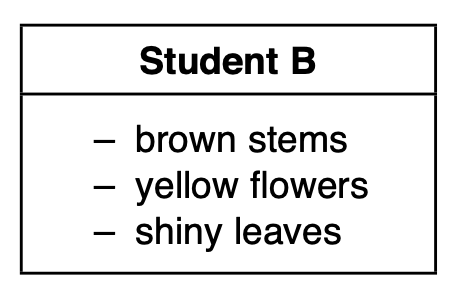 Student B
– brown stems
– yellow flowers
– shiny leaves